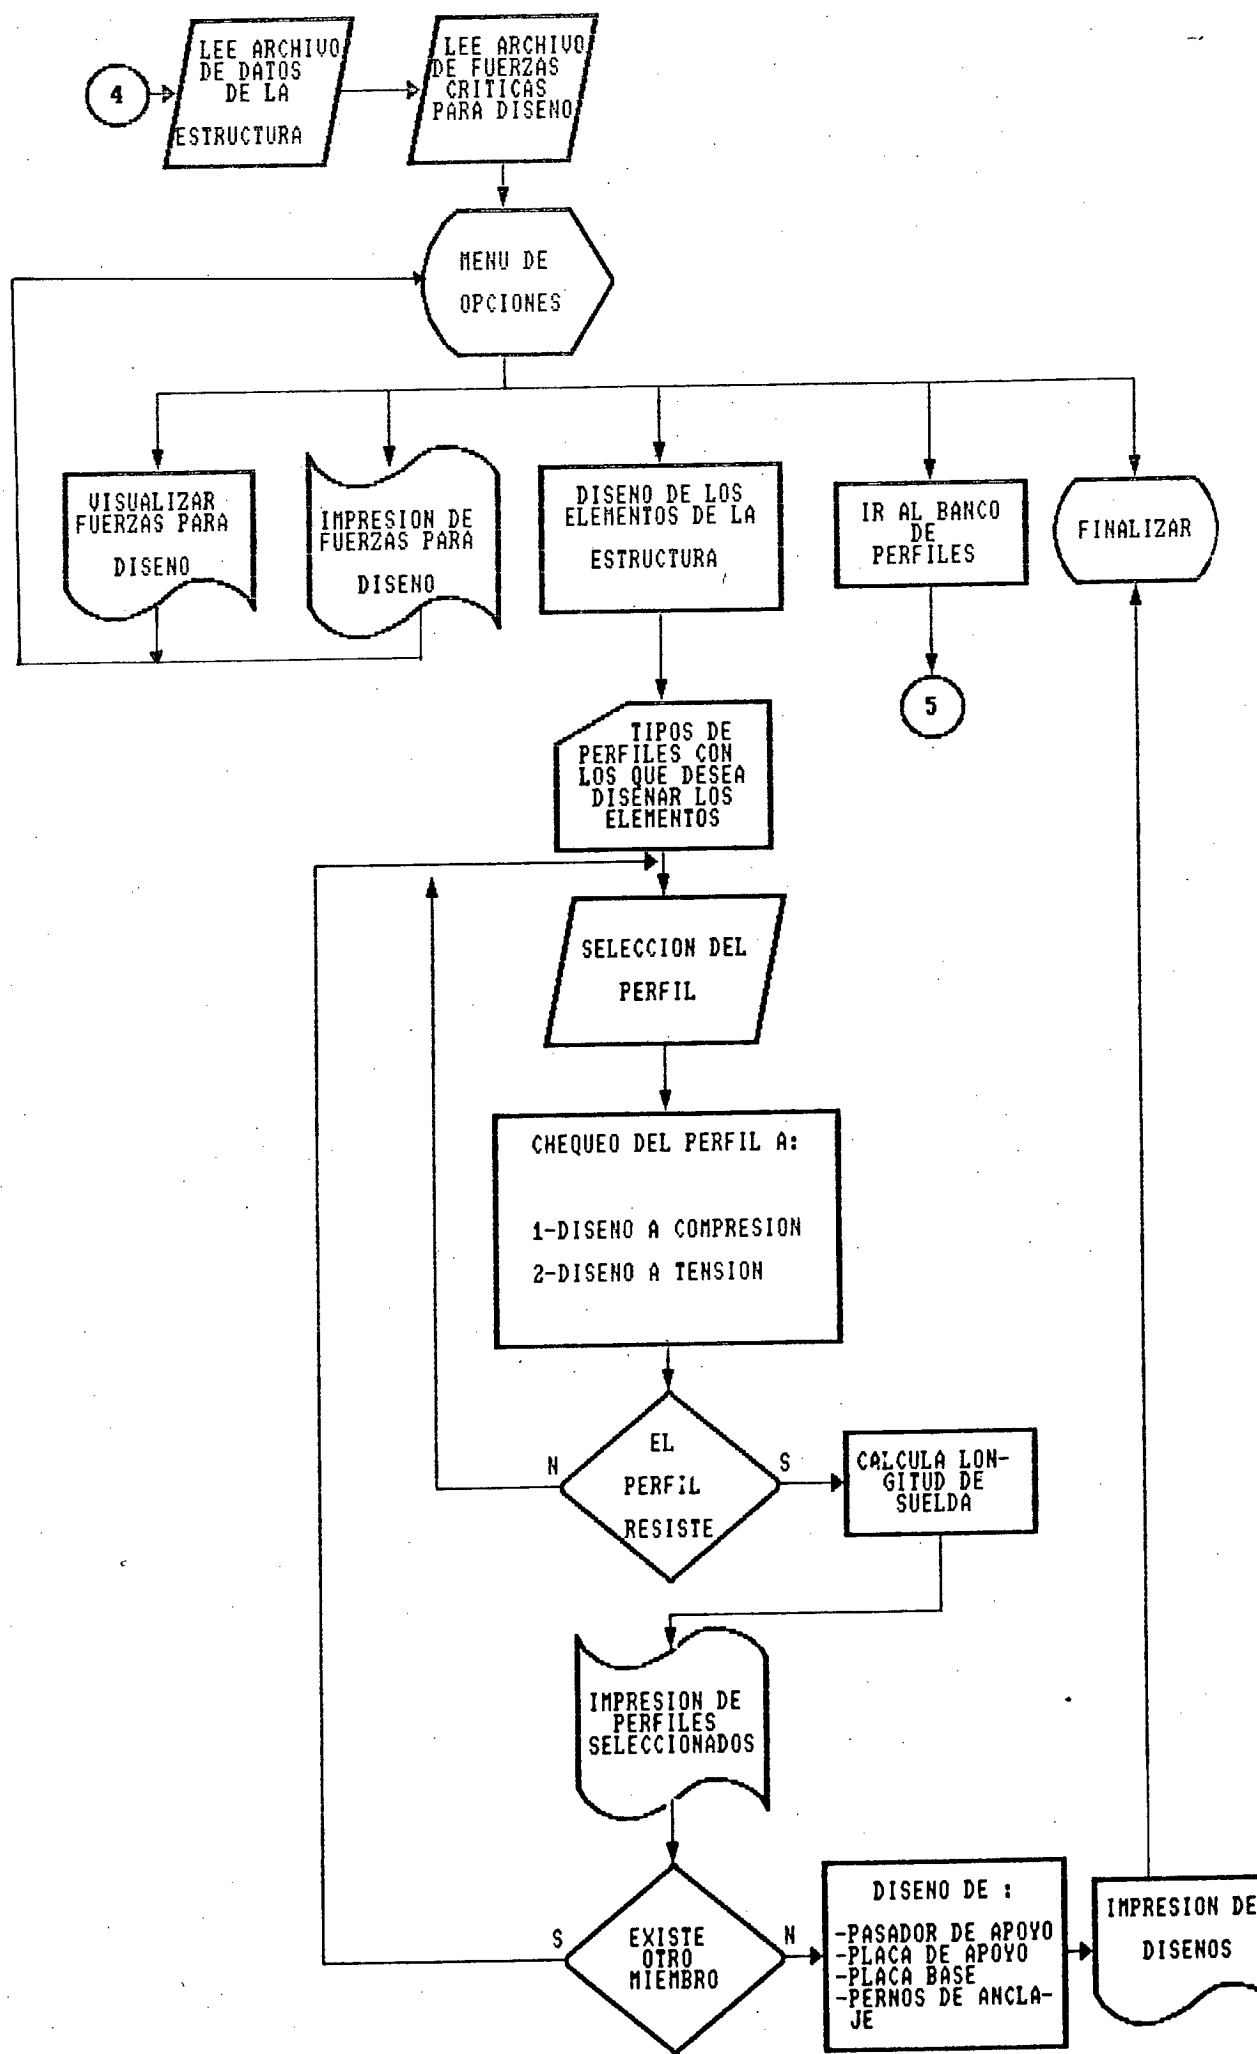 4
LEE ARCHIVO
DE DATOS
DE LA
ESTRUCTURA
LEE ARCHIVO
DE FUERZAS
CRITICAS
PARA DISENO
MENU DE
OPCIONES
VISUALIZAR
FUERZAS PARA
DISENO
IMPRESION DE
FUERZAS PARA
DISENO
DISENO DE LOS
ELEMENTOS DE LA
ESTRUCTURA
IR AL BANCO
DE
PERFILES
FINALIZAR
5
TIPOS DE
PERFILES CON
LOS QUE DESEA
DISENAR LOS
ELEMENTOS
SELECCION DEL
PERFIL
CHEQUEO DEL PERFIL A:
1-DISENO A COMPRESION
2-DISENO A TENSION
EL
PERFIL
RESISTE
N
S
CALCULA LON-
GITUD DE
SUELDA
IMPRESION DE
PERFILES
SELECCIONADOS
EXISTE
OTRO
MIEMBRO
S
N
DISENO DE :
-PASADOR DE APOYO
-PLACA DE APOYO
-PLACA BASE
-PERNOS DE ANCLA-
JE
IMPRESION DE
DISENOS